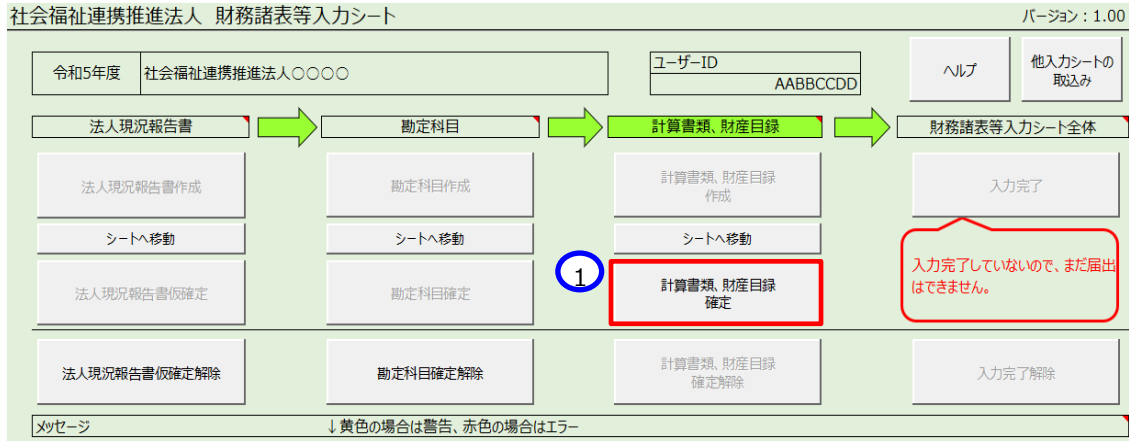 社会福祉連携推進法人 財務諸表等入力シート
バージョン：1.00
令和5年度 社会福祉連携推進法人○○○○
ユーザーID
AABBCCDD
ヘルプ
他入力シートの
取込み
法人現況報告書
勘定科目
計算書類、財産目録
財務諸表等入力シート全体
法人現況報告書作成
勘定科目作成
計算書類、財産目録
作成
入力完了
シートへ移動
シートへ移動
シートへ移動
入力完了していないので、まだ届出
はできません。
法人現況報告書仮確定
勘定科目確定
1
計算書類、財産目録
確定
法人現況報告書仮確定解除
勘定科目確定解除
計算書類、財産目録
確定解除
入力完了解除
メッセージ
↓黄色の場合は警告、赤色の場合はエラー